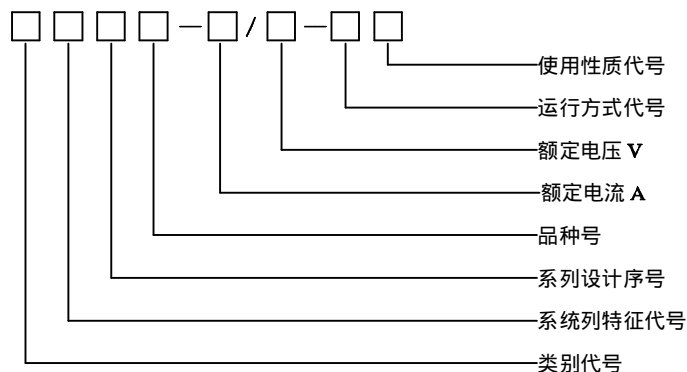 □□□□－□/□－□□
使用性质代号
运行方式代号
额定电压 V
额定电流 A
品种号
系列设计序号
系统列特征代号
类别代号